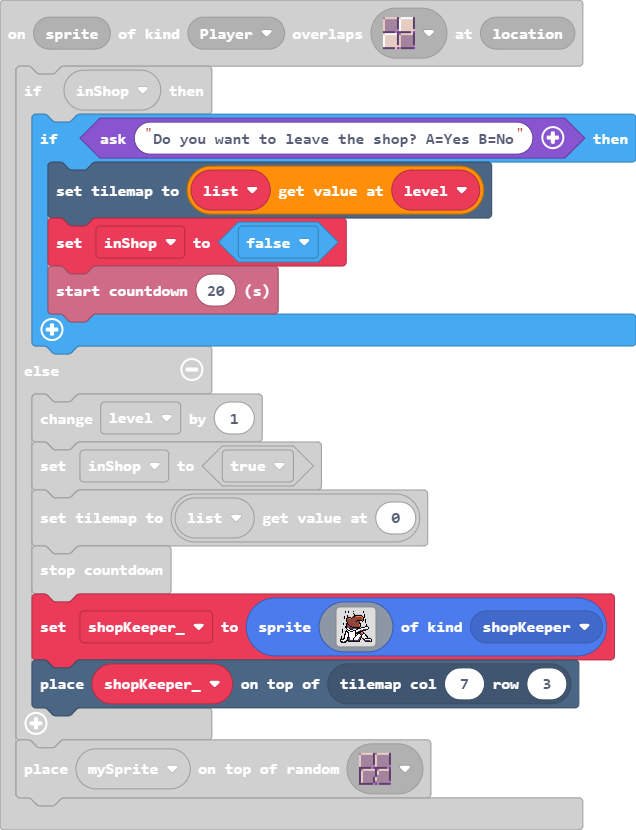 on sprite of kind Player overlaps at location
if inShop then
if ask "Do you want to leave the shop? A=Yes B=No" then
set tilemap to list get value at level
set inShop to false
start countdown 20 (s)
else
change level by 1
set inShop to true
set tilemap to list get value at 0
stop countdown
set shopKeeper_ to sprite of kind shopKeeper
place shopKeeper_ on top of tilemap col 7 row 3
place mySprite on top of random